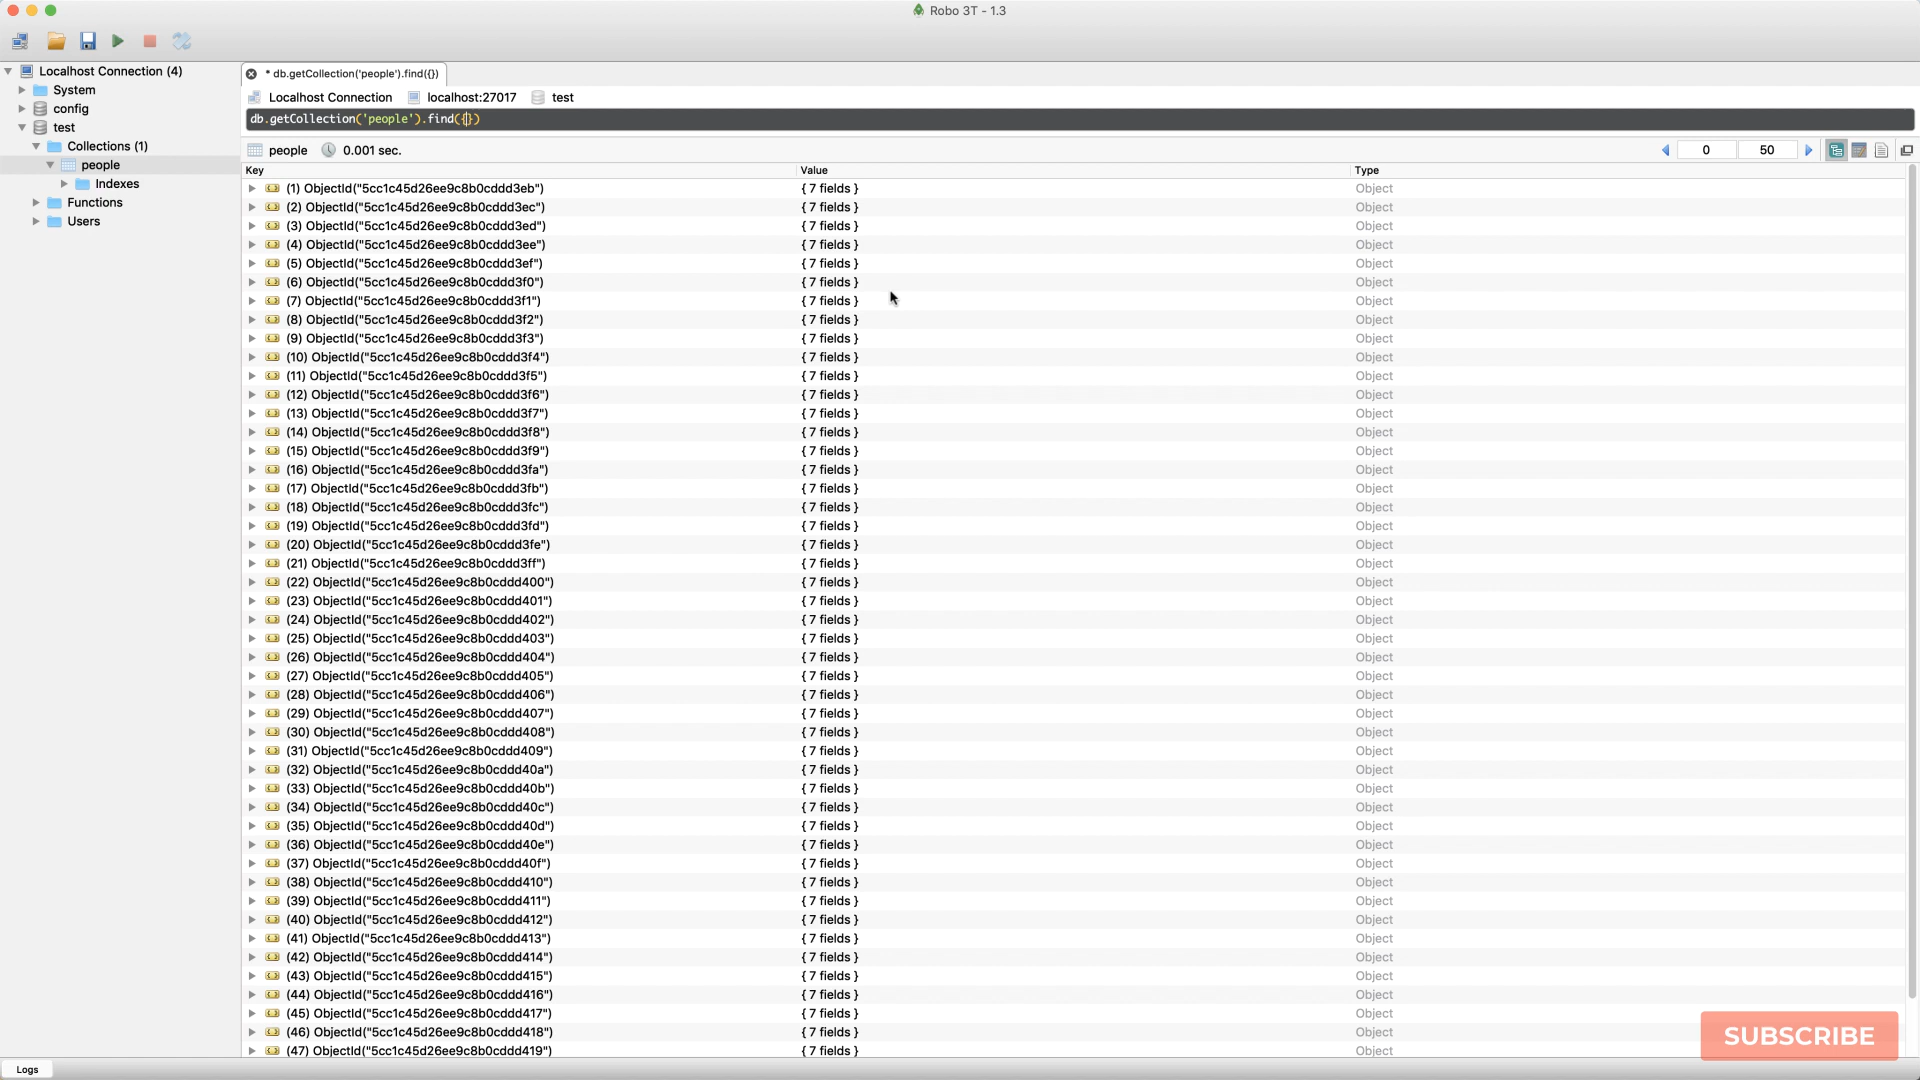 Robo 3T - 1.3
Localhost Connection (4)
System
config
test
Collections (1)
people
Indexes
Functions
Users
* db.getCollection('people').find({})
Localhost Connection localhost:27017 test
db.getCollection('people').find({})
people 0.001 sec. 0 50
Key Value Type
(1) ObjectId("5cc1c45d26ee9c8b0cddd3eb") { 7 fields } Object
(2) ObjectId("5cc1c45d26ee9c8b0cddd3ec") { 7 fields } Object
(3) ObjectId("5cc1c45d26ee9c8b0cddd3ed") { 7 fields } Object
(4) ObjectId("5cc1c45d26ee9c8b0cddd3ee") { 7 fields } Object
(5) ObjectId("5cc1c45d26ee9c8b0cddd3ef") { 7 fields } Object
(6) ObjectId("5cc1c45d26ee9c8b0cddd3f0") { 7 fields } Object
(7) ObjectId("5cc1c45d26ee9c8b0cddd3f1") { 7 fields } Object
(8) ObjectId("5cc1c45d26ee9c8b0cddd3f2") { 7 fields } Object
(9) ObjectId("5cc1c45d26ee9c8b0cddd3f3") { 7 fields } Object
(10) ObjectId("5cc1c45d26ee9c8b0cddd3f4") { 7 fields } Object
(11) ObjectId("5cc1c45d26ee9c8b0cddd3f5") { 7 fields } Object
(12) ObjectId("5cc1c45d26ee9c8b0cddd3f6") { 7 fields } Object
(13) ObjectId("5cc1c45d26ee9c8b0cddd3f7") { 7 fields } Object
(14) ObjectId("5cc1c45d26ee9c8b0cddd3f8") { 7 fields } Object
(15) ObjectId("5cc1c45d26ee9c8b0cddd3f9") { 7 fields } Object
(16) ObjectId("5cc1c45d26ee9c8b0cddd3fa") { 7 fields } Object
(17) ObjectId("5cc1c45d26ee9c8b0cddd3fb") { 7 fields } Object
(18) ObjectId("5cc1c45d26ee9c8b0cddd3fc") { 7 fields } Object
(19) ObjectId("5cc1c45d26ee9c8b0cddd3fd") { 7 fields } Object
(20) ObjectId("5cc1c45d26ee9c8b0cddd3fe") { 7 fields } Object
(21) ObjectId("5cc1c45d26ee9c8b0cddd3ff") { 7 fields } Object
(22) ObjectId("5cc1c45d26ee9c8b0cddd400") { 7 fields } Object
(23) ObjectId("5cc1c45d26ee9c8b0cddd401") { 7 fields } Object
(24) ObjectId("5cc1c45d26ee9c8b0cddd402") { 7 fields } Object
(25) ObjectId("5cc1c45d26ee9c8b0cddd403") { 7 fields } Object
(26) ObjectId("5cc1c45d26ee9c8b0cddd404") { 7 fields } Object
(27) ObjectId("5cc1c45d26ee9c8b0cddd405") { 7 fields } Object
(28) ObjectId("5cc1c45d26ee9c8b0cddd406") { 7 fields } Object
(29) ObjectId("5cc1c45d26ee9c8b0cddd407") { 7 fields } Object
(30) ObjectId("5cc1c45d26ee9c8b0cddd408") { 7 fields } Object
(31) ObjectId("5cc1c45d26ee9c8b0cddd409") { 7 fields } Object
(32) ObjectId("5cc1c45d26ee9c8b0cddd40a") { 7 fields } Object
(33) ObjectId("5cc1c45d26ee9c8b0cddd40b") { 7 fields } Object
(34) ObjectId("5cc1c45d26ee9c8b0cddd40c") { 7 fields } Object
(35) ObjectId("5cc1c45d26ee9c8b0cddd40d") { 7 fields } Object
(36) ObjectId("5cc1c45d26ee9c8b0cddd40e") { 7 fields } Object
(37) ObjectId("5cc1c45d26ee9c8b0cddd40f") { 7 fields } Object
(38) ObjectId("5cc1c45d26ee9c8b0cddd410") { 7 fields } Object
(39) ObjectId("5cc1c45d26ee9c8b0cddd411") { 7 fields } Object
(40) ObjectId("5cc1c45d26ee9c8b0cddd412") { 7 fields } Object
(41) ObjectId("5cc1c45d26ee9c8b0cddd413") { 7 fields } Object
(42) ObjectId("5cc1c45d26ee9c8b0cddd414") { 7 fields } Object
(43) ObjectId("5cc1c45d26ee9c8b0cddd415") { 7 fields } Object
(44) ObjectId("5cc1c45d26ee9c8b0cddd416") { 7 fields } Object
(45) ObjectId("5cc1c45d26ee9c8b0cddd417") { 7 fields } Object
(46) ObjectId("5cc1c45d26ee9c8b0cddd418") { 7 fields } Object
(47) ObjectId("5cc1c45d26ee9c8b0cddd419") { 7 fields } Object
SUBSCRIBE
Logs